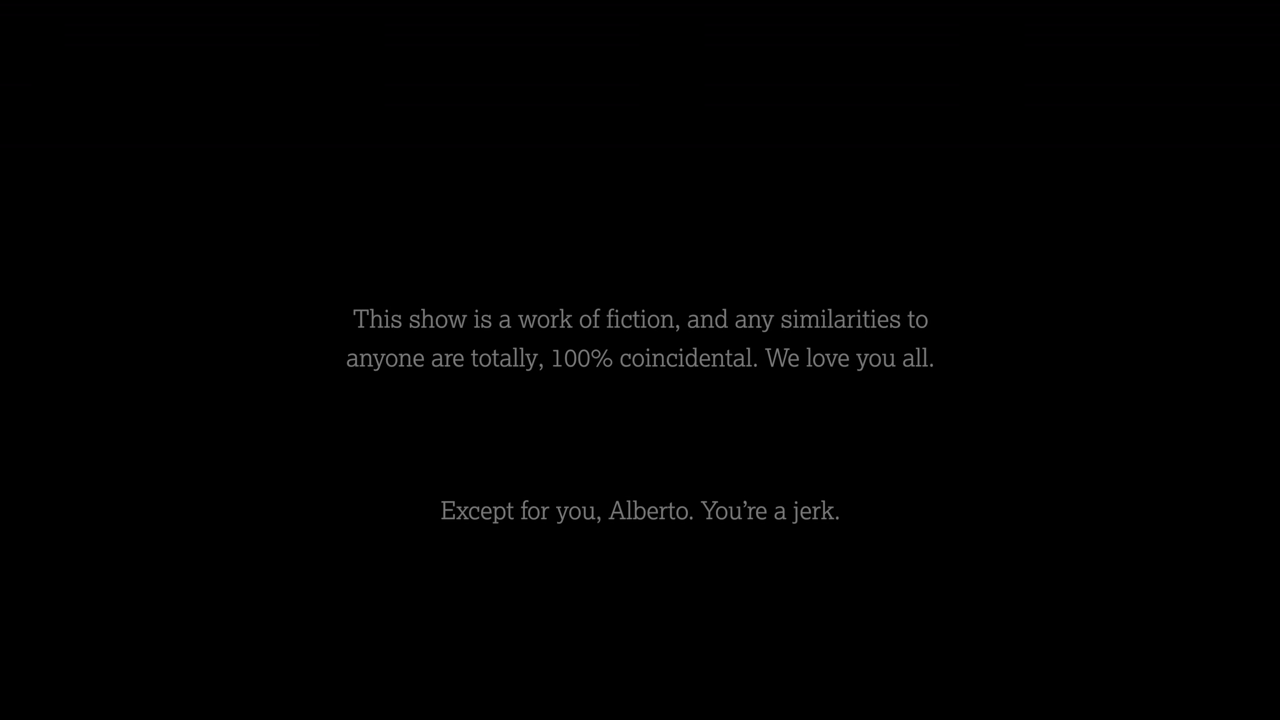 This show is a work of fiction, and any similarities to
anyone are totally, 100% coincidental. We love you all.
Except for you, Alberto. You’re a jerk.